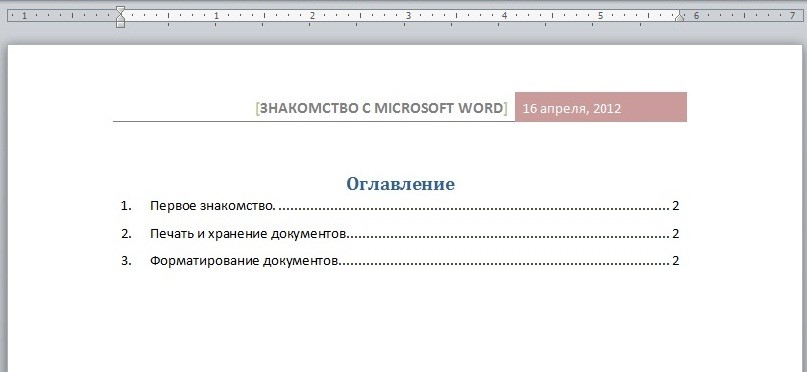 1 1 2 3 4 5 6 7
[ЗНАКОМСТВО С MICROSOFT WORD] 16 апреля, 2012
Оглавление
1. Первое знакомство. 2
2. Печать и хранение документов 2
3. Форматирование документов 2